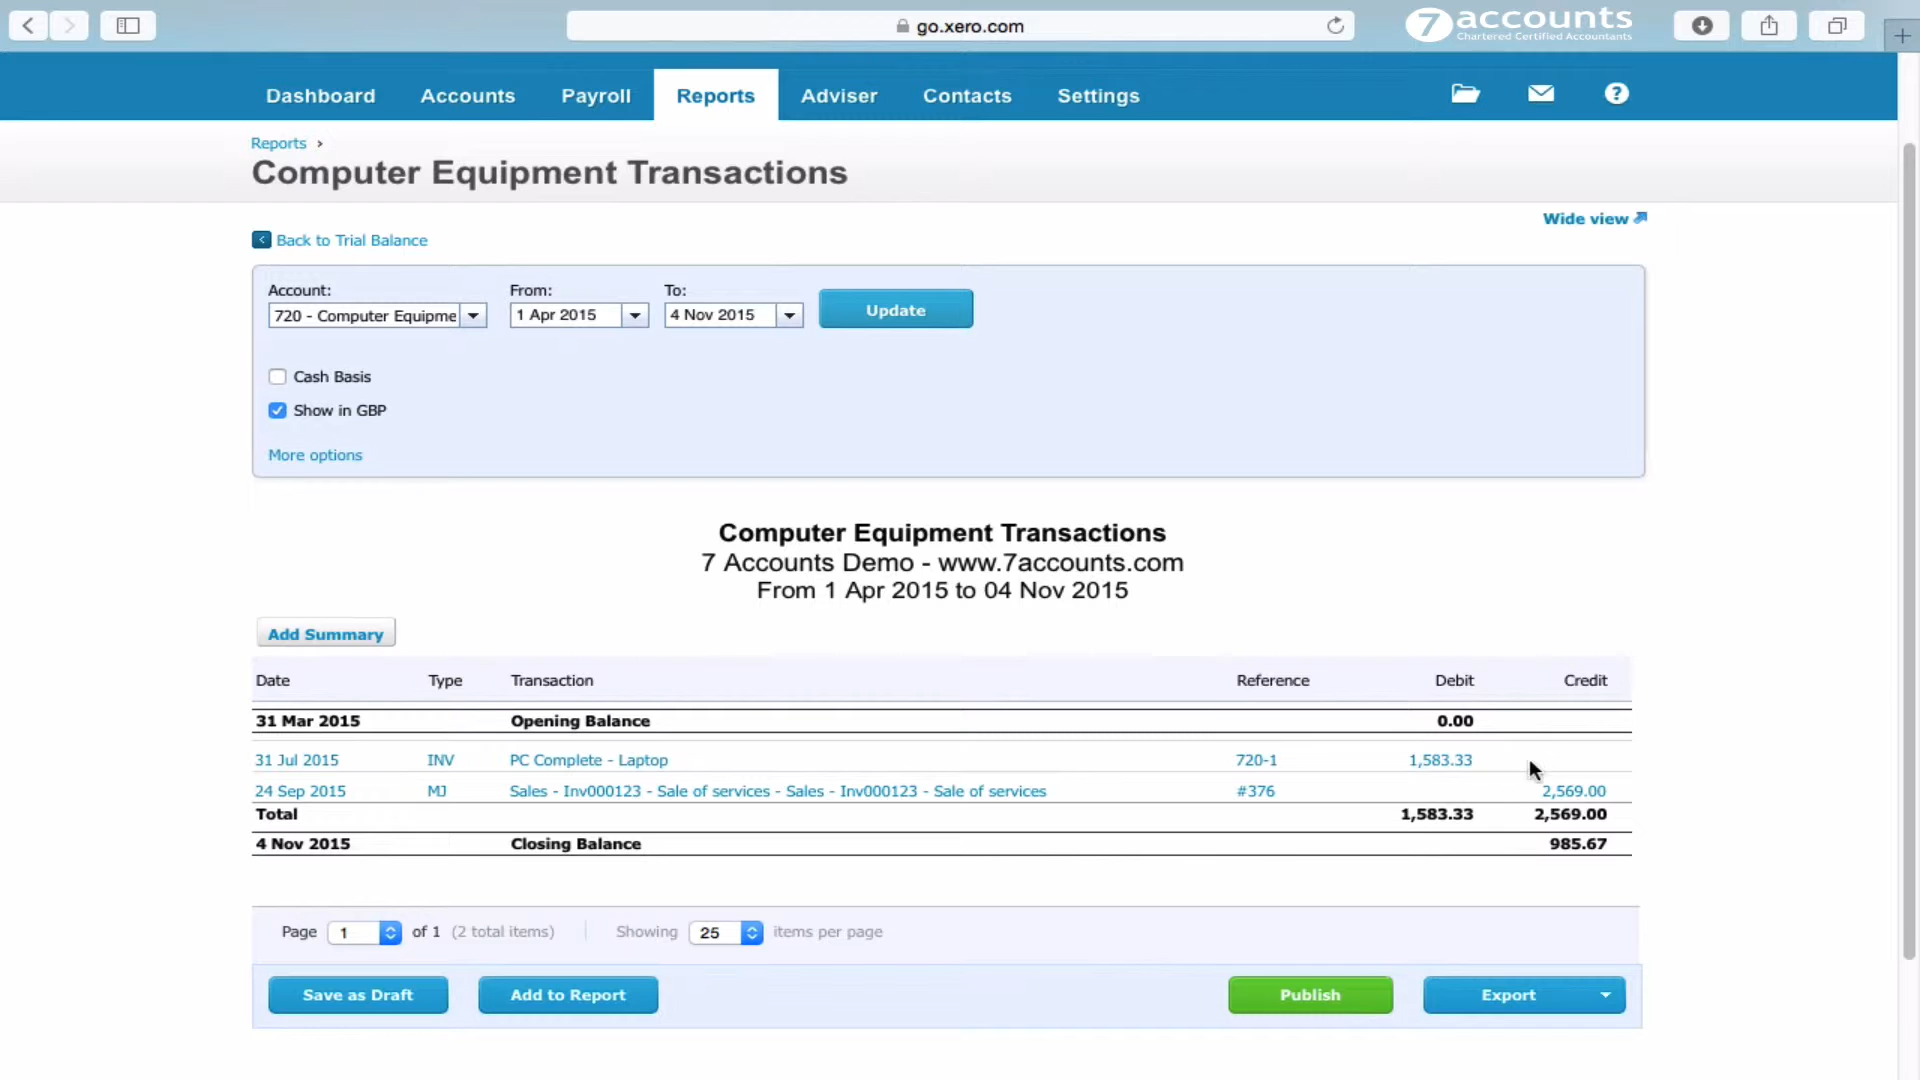 go.xero.com
7 accounts
Chartered Certified Accountants
Dashboard Accounts Payroll Reports Adviser Contacts Settings ?
Reports ›
Computer Equipment Transactions
Wide view
Back to Trial Balance
Account: From: To:
720 - Computer Equipme 1 Apr 2015 4 Nov 2015 Update
Cash Basis
Show in GBP
More options
Computer Equipment Transactions
7 Accounts Demo - www.7accounts.com
From 1 Apr 2015 to 04 Nov 2015
Add Summary
Date Type Transaction Reference Debit Credit
31 Mar 2015 Opening Balance 0.00
31 Jul 2015 INV PC Complete - Laptop 720-1 1,583.33
24 Sep 2015 MJ Sales - Inv000123 - Sale of services - Sales - Inv000123 - Sale of services #376 2,569.00
Total 1,583.33 2,569.00
4 Nov 2015 Closing Balance 985.67
Page 1 of 1 (2 total items) Showing 25 items per page
Save as Draft Add to Report Publish Export